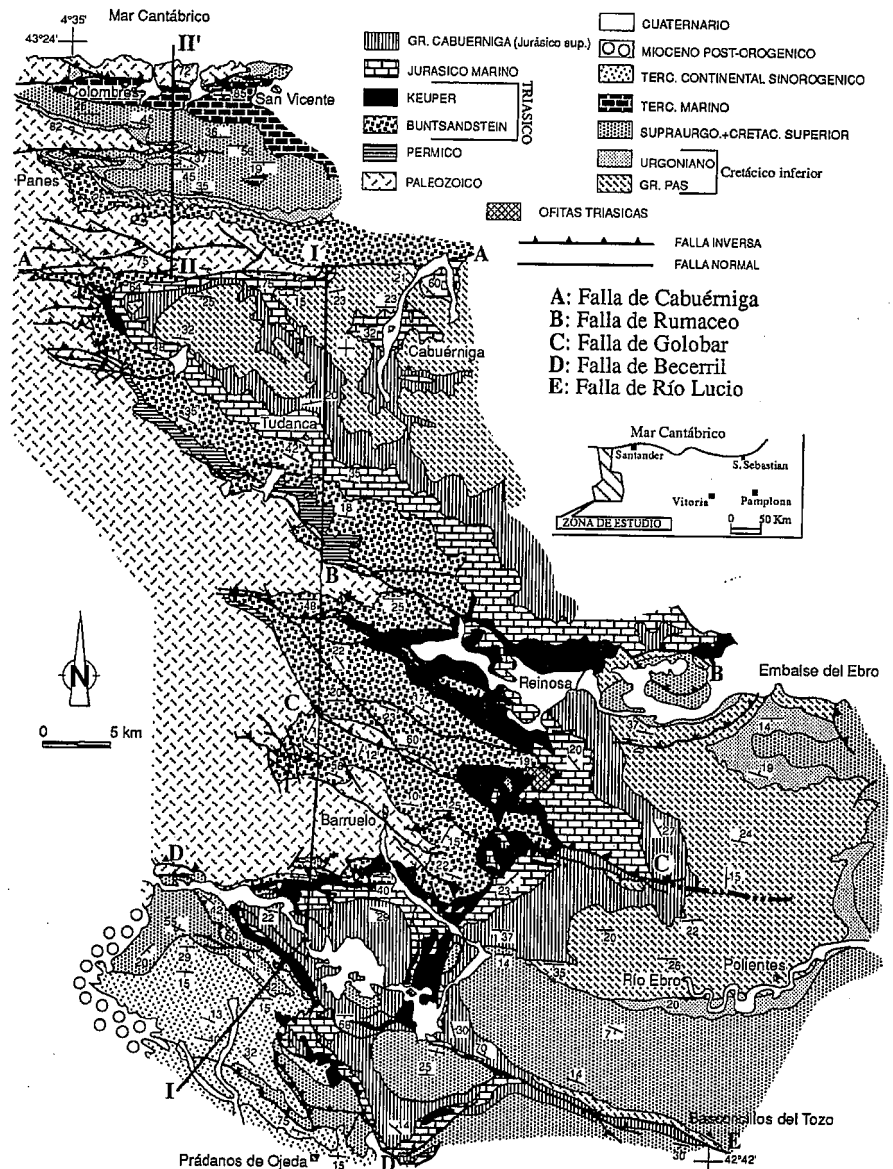 Mar Cantábrico
4°35'
43°24'
II'
Colombres
San Vicente
Panes
A
II
I
A
Cabuérniga
Tudanca
B
Reinosa
B
Embalse del Ebro
N
0 5 km
C
Barruelo
D
C
Río Ebro
Polientes
I
Basconcillos del Tozo
E
42°42'
Prádanos de Ojeda
D
GR. CABUERNIGA (Jurásico sup.)
JURASICO MARINO
KEUPER
BUNTSANDSTEIN
TRIASICO
PERMICO
PALEOZOICO
CUATERNARIO
MIOCENO POST-OROGENICO
TERC. CONTINENTAL SINOROGENICO
TERC. MARINO
SUPRAURGO.+CRETAC. SUPERIOR
URGONIANO
GR. PAS
Cretácico inferior
OFITAS TRIASICAS
FALLA INVERSA
FALLA NORMAL
A: Falla de Cabuérniga
B: Falla de Rumaceo
C: Falla de Golobar
D: Falla de Becerril
E: Falla de Río Lucio
Mar Cantábrico
Santander
S. Sebastian
Vitoria
Pamplona
ZONA DE ESTUDIO
0 50 Km